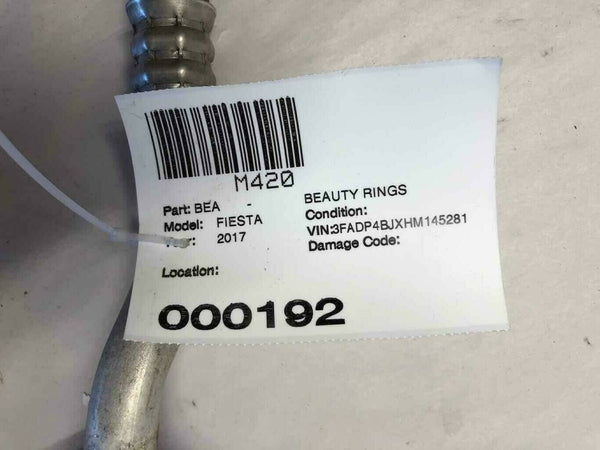 M420
Part: BEA - BEAUTY RINGS
Model: FIESTA Condition:
2017 VIN:3FADP4BJXHM145281
Damage Code:
Location:
000192